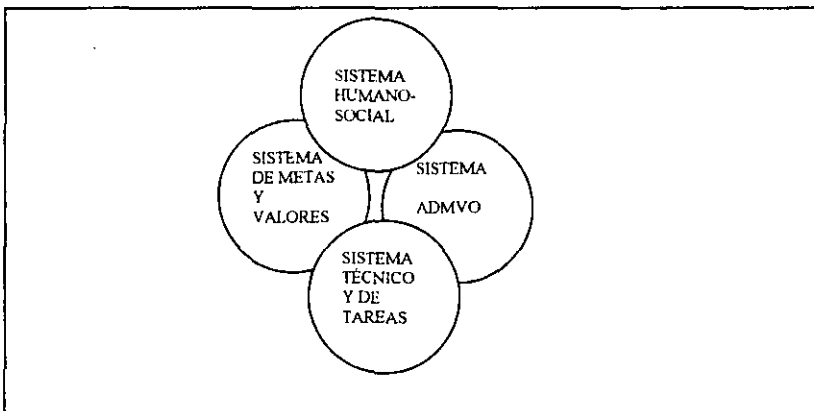 SISTEMA
HUMANO-
SOCIAL
SISTEMA
DE METAS
Y
VALORES
SISTEMA
ADMVO
SISTEMA
TÉCNICO
Y DE
TAREAS